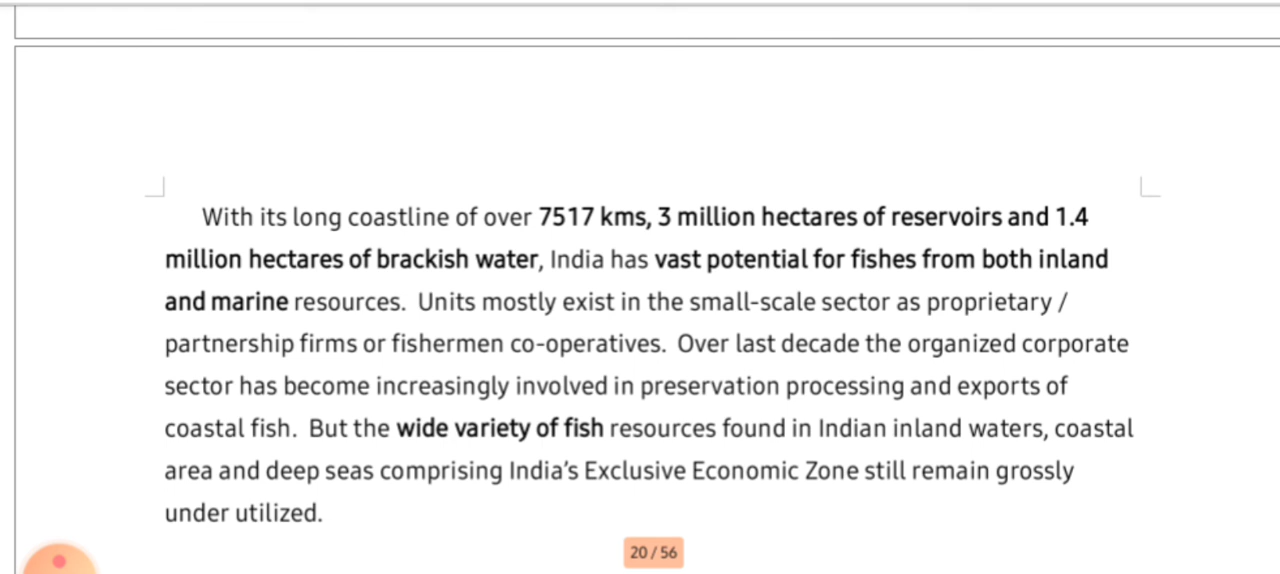 With its long coastline of over 7517 kms, 3 million hectares of reservoirs and 1.4
million hectares of brackish water, India has vast potential for fishes from both inland
and marine resources.  Units mostly exist in the small-scale sector as proprietary /
partnership firms or fishermen co-operatives.  Over last decade the organized corporate
sector has become increasingly involved in preservation processing and exports of
coastal fish.  But the wide variety of fish resources found in Indian inland waters, coastal
area and deep seas comprising India's Exclusive Economic Zone still remain grossly
under utilized.
20 / 56